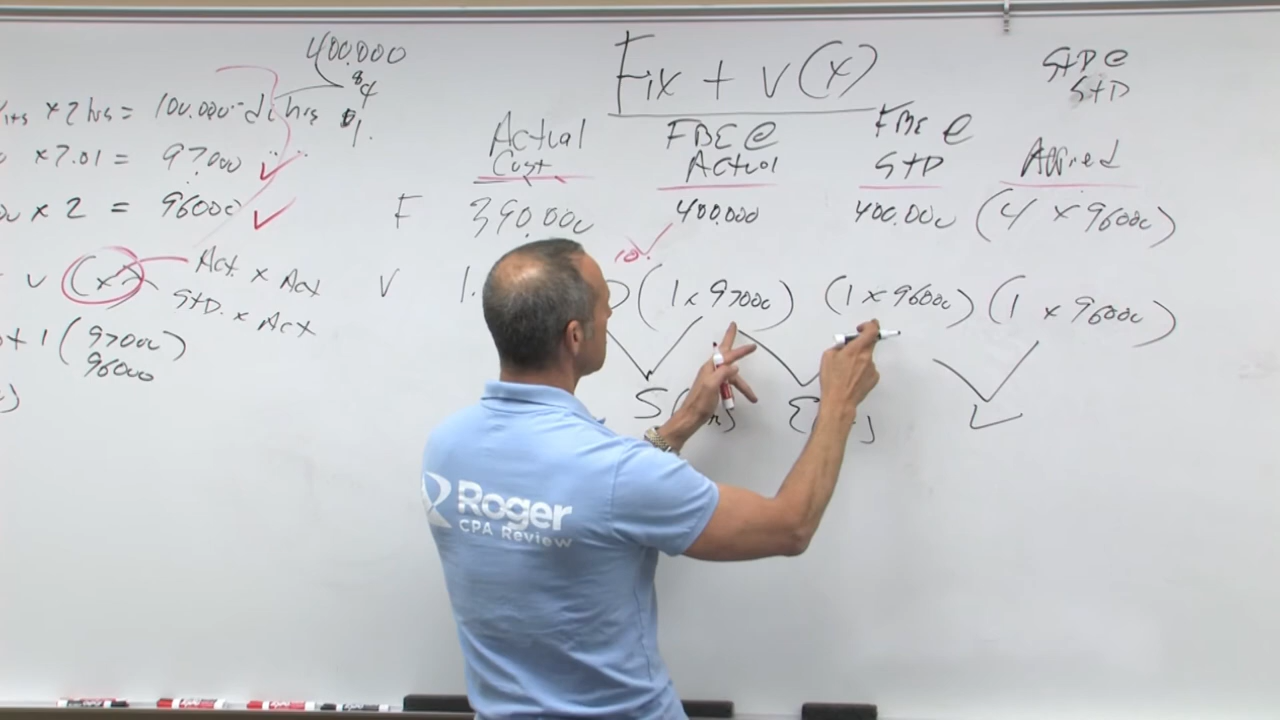 400.000
8
4
x 2 hrs = 100.000 - di hrs $1.
x 7.01 = 97000 ✓
x 2 = 96000 ✓
v (x) Act. x Act
STD. x Act
+ 1 (97000)
96000
Fix + v(x)
STD @
STD
Actual
Cost
FBE @
Actual
FBE @
STD
Applied
F 390.000 400.000 400.000 (4 x 96000)
V 1. (1 x 97000) (1 x 96000) (1 x 96000)
S
E
L
Roger
CPA Review